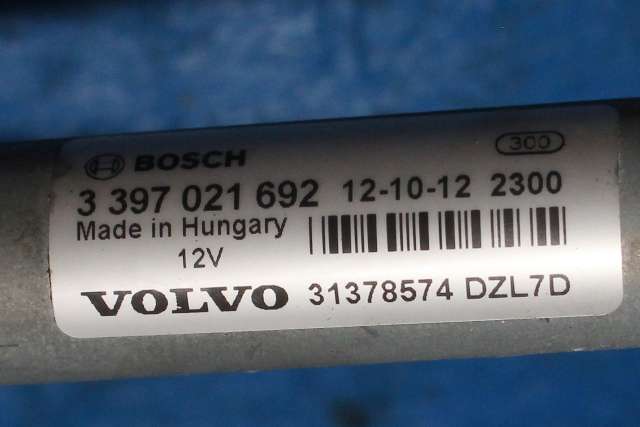 BOSCH 300
3 397 021 692 12-10-12 2300
Made in Hungary
12V
VOLVO 31378574 DZL7D